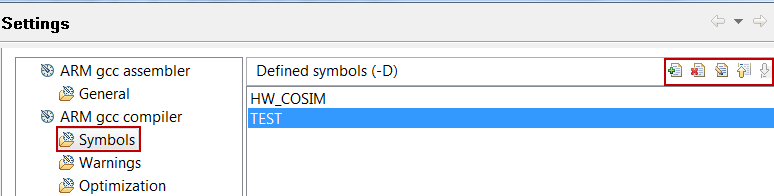 Settings
ARM gcc assembler
General
ARM gcc compiler
Symbols
Warnings
Optimization
Defined symbols (-D)
HW_COSIM
TEST